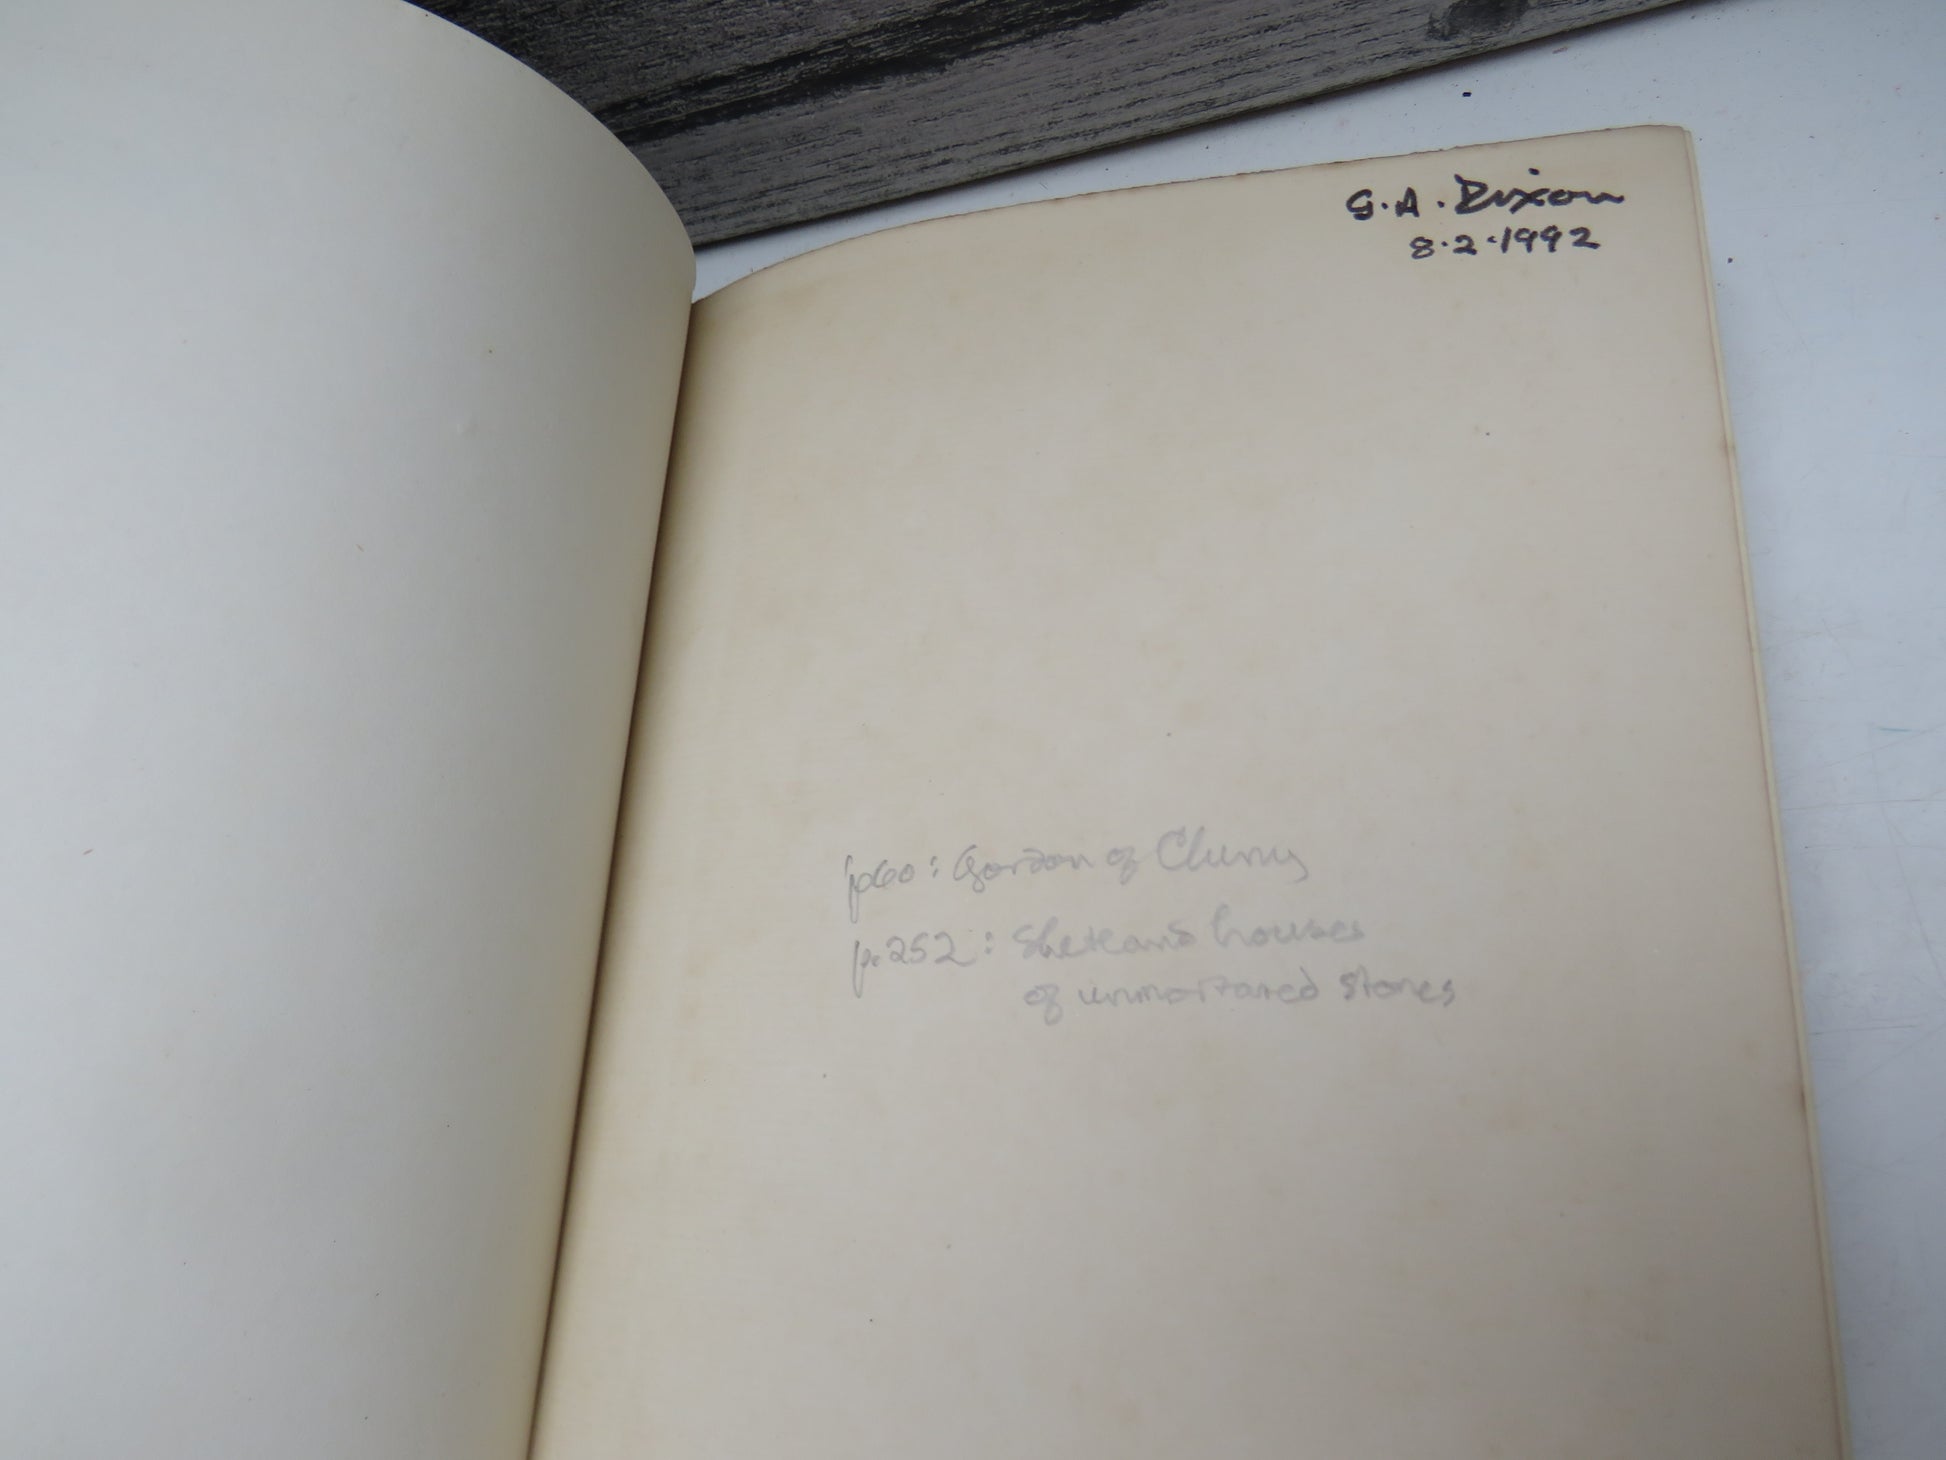 G.A. Dixon
8.2.1992
p60: Gordon of Cluny
p.252: Shetland houses
of unmortared stones